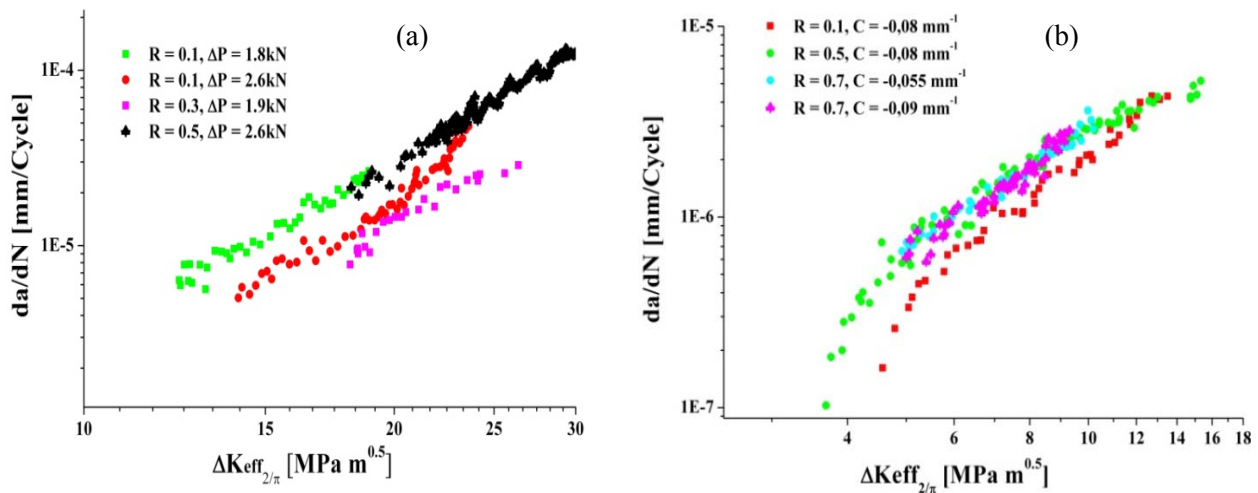 (a)
R = 0.1, ΔP = 1.8kN
R = 0.1, ΔP = 2.6kN
R = 0.3, ΔP = 1.9kN
R = 0.5, ΔP = 2.6kN
da/dN [mm/Cycle]
1E-4
1E-5
10 15 20 25 30
ΔKeff2/π [MPa m^0.5]
(b)
R = 0.1, C = -0,08 mm^-1
R = 0.5, C = -0,08 mm^-1
R = 0.7, C = -0,055 mm^-1
R = 0.7, C = -0,09 mm^-1
da/dN [mm/Cycle]
1E-5
1E-6
1E-7
4 6 8 10 12 14 16 18
ΔKeff2/π [MPa m^0.5]